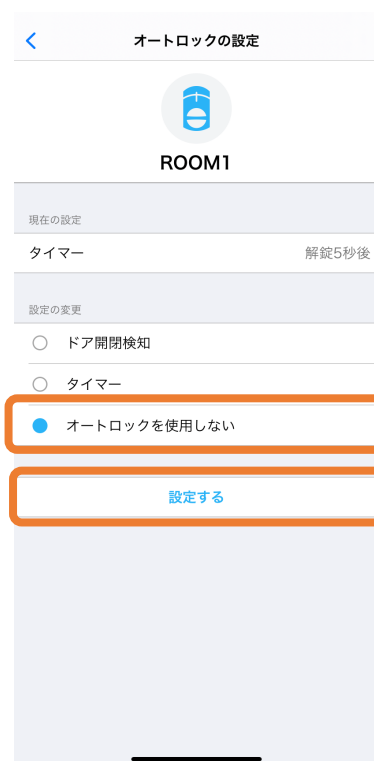 オートロックの設定
ROOM1
現在の設定
タイマー 解錠5秒後
設定の変更
ドア開閉検知
タイマー
オートロックを使用しない
設定する